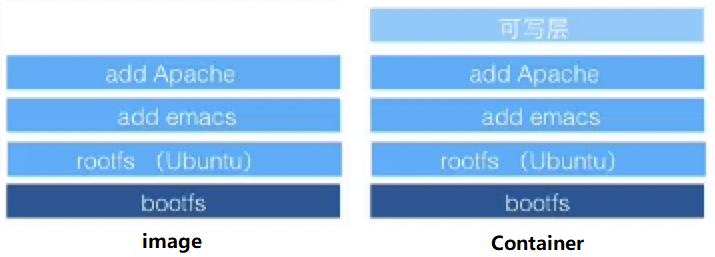 可写层
add Apache
add Apache
add emacs
add emacs
rootfs （Ubuntu）
rootfs （Ubuntu）
bootfs
bootfs
image
Container